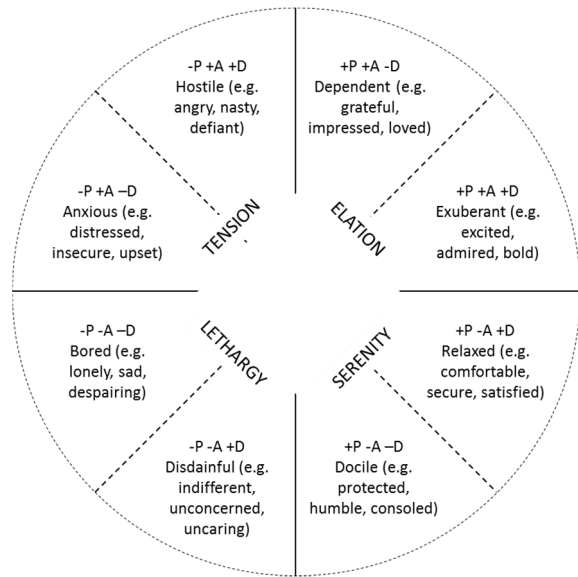 -P +A +D
Hostile (e.g.
angry, nasty,
defiant)
+P +A -D
Dependent (e.g.
grateful,
impressed, loved)
-P +A –D
Anxious (e.g.
distressed,
insecure, upset)
TENSION
ELATION
+P +A +D
Exuberant (e.g.
excited,
admired, bold)
-P -A –D
Bored (e.g.
lonely, sad,
despairing)
LETHARGY
SERENITY
+P -A +D
Relaxed (e.g.
comfortable,
secure, satisfied)
-P -A +D
Disdainful (e.g.
indifferent,
unconcerned,
uncaring)
+P -A –D
Docile (e.g.
protected,
humble, consoled)